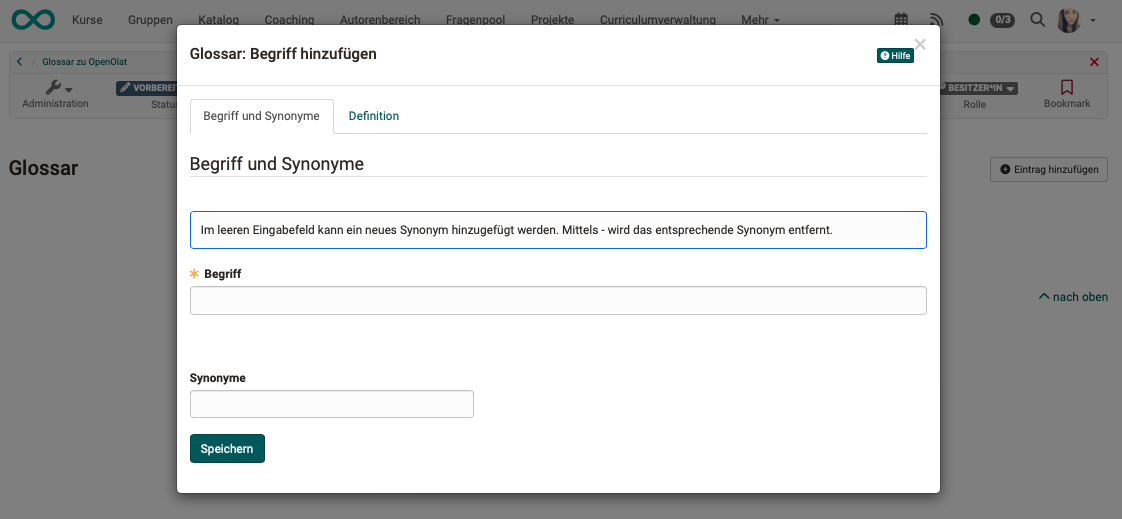 Kurse Gruppen Katalog Coaching Autorenbereich Fragenpool Projekte Curriculumverwaltung Mehr 0/3
Glossar: Begriff hinzufügen
Hilfe
/ Glossar zu OpenOlat
Administration
Status
BESITZER*IN
Rolle
Bookmark
Begriff und Synonyme Definition
Glossar
Begriff und Synonyme
Eintrag hinzufügen
Im leeren Eingabefeld kann ein neues Synonym hinzugefügt werden. Mittels - wird das entsprechende Synonym entfernt.
* Begriff
nach oben
Synonyme
Speichern